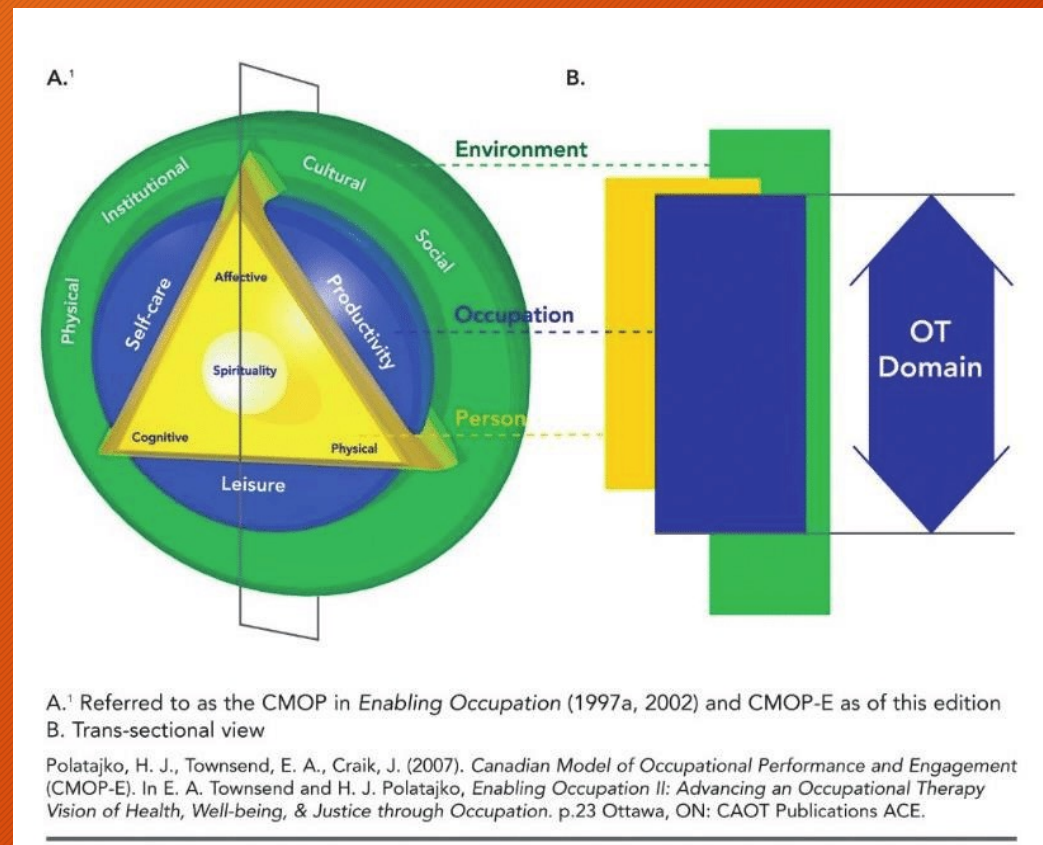 A.¹
B.
Environment
Institutional
Cultural
Social
Physical
Self-care
Affective
Productivity
Occupation
OT
Domain
Spirituality
Person
Cognitive
Physical
Leisure
A.¹ Referred to as the CMOP in Enabling Occupation (1997a, 2002) and CMOP-E as of this edition
B. Trans-sectional view
Polatajko, H. J., Townsend, E. A., Craik, J. (2007). Canadian Model of Occupational Performance and Engagement
(CMOP-E). In E. A. Townsend and H. J. Polatajko, Enabling Occupation II: Advancing an Occupational Therapy
Vision of Health, Well-being, & Justice through Occupation. p.23 Ottawa, ON: CAOT Publications ACE.